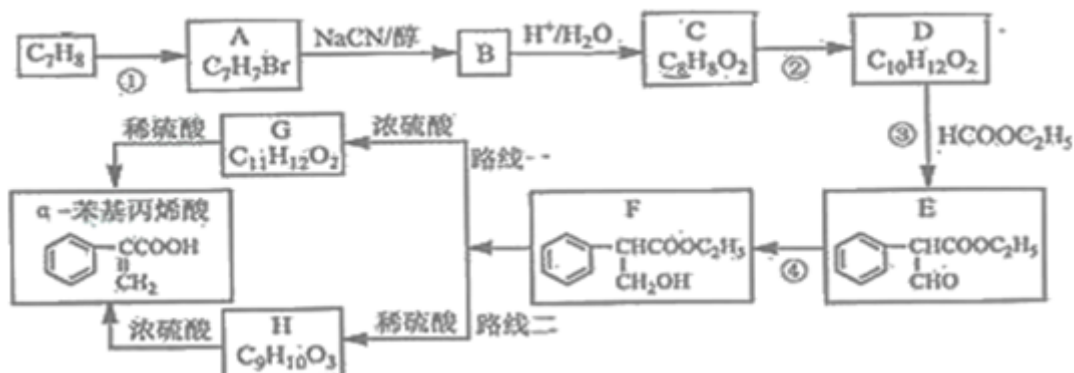 C₇H₈
①
A
C₇H₇Br
NaCN/醇
B
H⁺/H₂O
C
C₈H₈O₂
②
D
C₁₀H₁₂O₂
③
HCOOC₂H₅
E
CHCOOC₂H₅
CHO
④
F
CHCOOC₂H₅
CH₂OH
路线一
浓硫酸
G
C₁₁H₁₂O₂
稀硫酸
路线二
稀硫酸
H
C₉H₁₀O₃
浓硫酸
α-苯基丙烯酸
CCOOH
CH₂